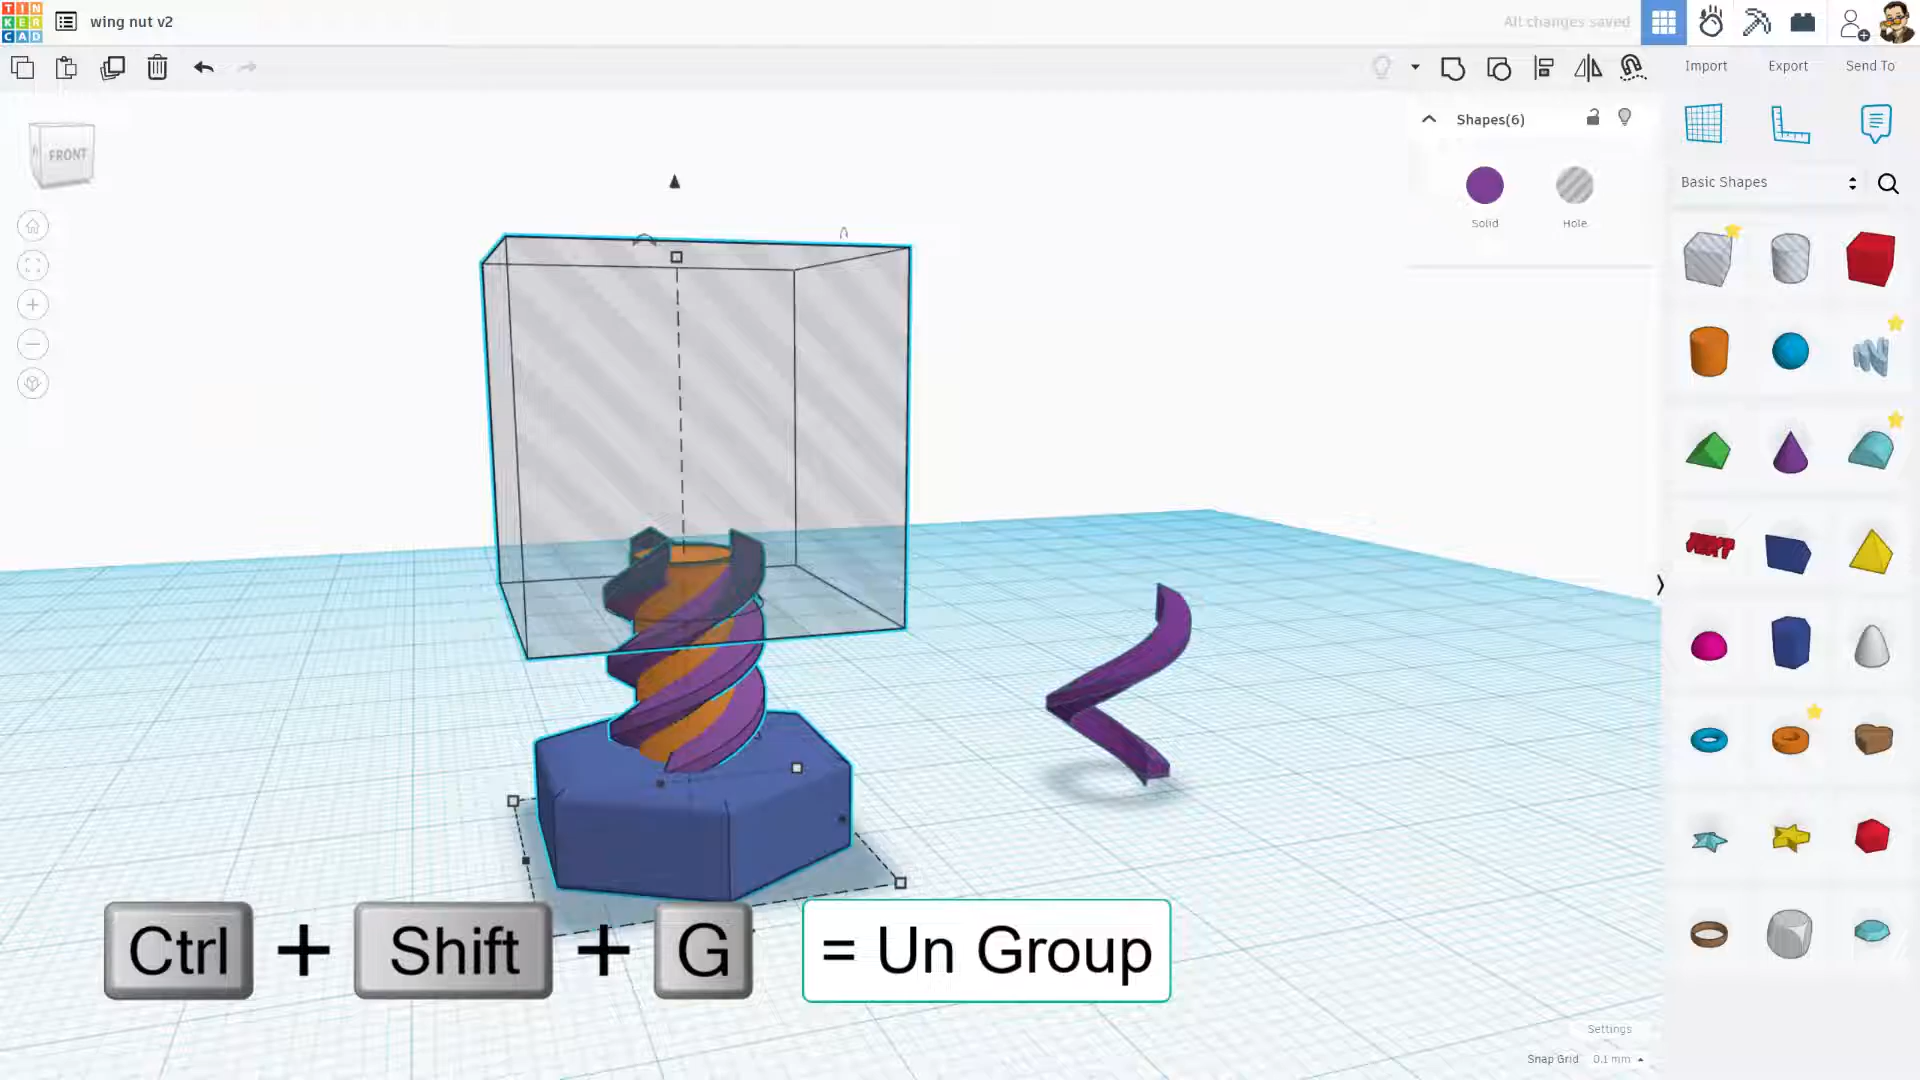 TIN
KER
CAD
wing nut v2
All changes saved
Import
Export
Send To
FRONT
Shapes(6)
Solid
Hole
Basic Shapes
TEXT
Ctrl + Shift + G = Un Group
Settings
Snap Grid 0.1 mm